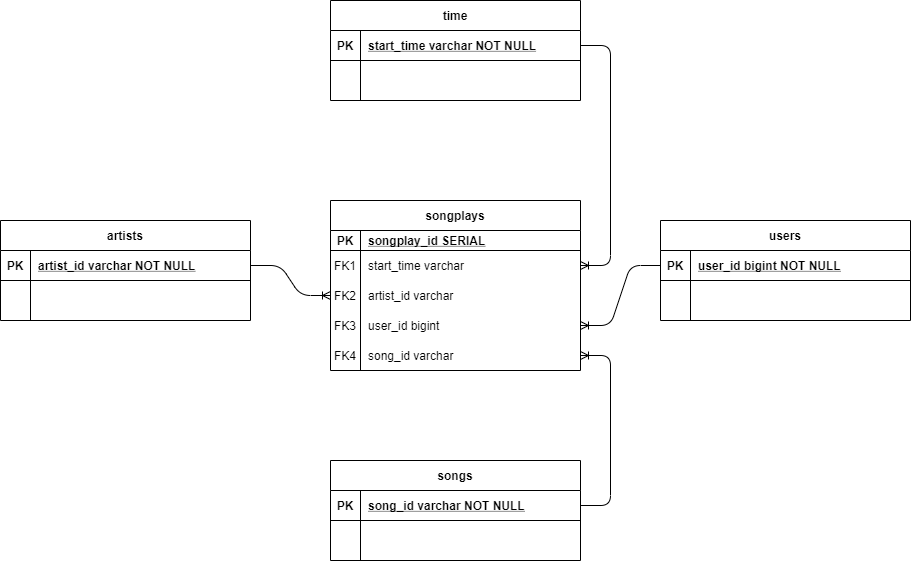 time
PK start_time varchar NOT NULL
songplays
PK songplay_id SERIAL
FK1 start_time varchar
FK2 artist_id varchar
FK3 user_id bigint
FK4 song_id varchar
artists
PK artist_id varchar NOT NULL
users
PK user_id bigint NOT NULL
songs
PK song_id varchar NOT NULL